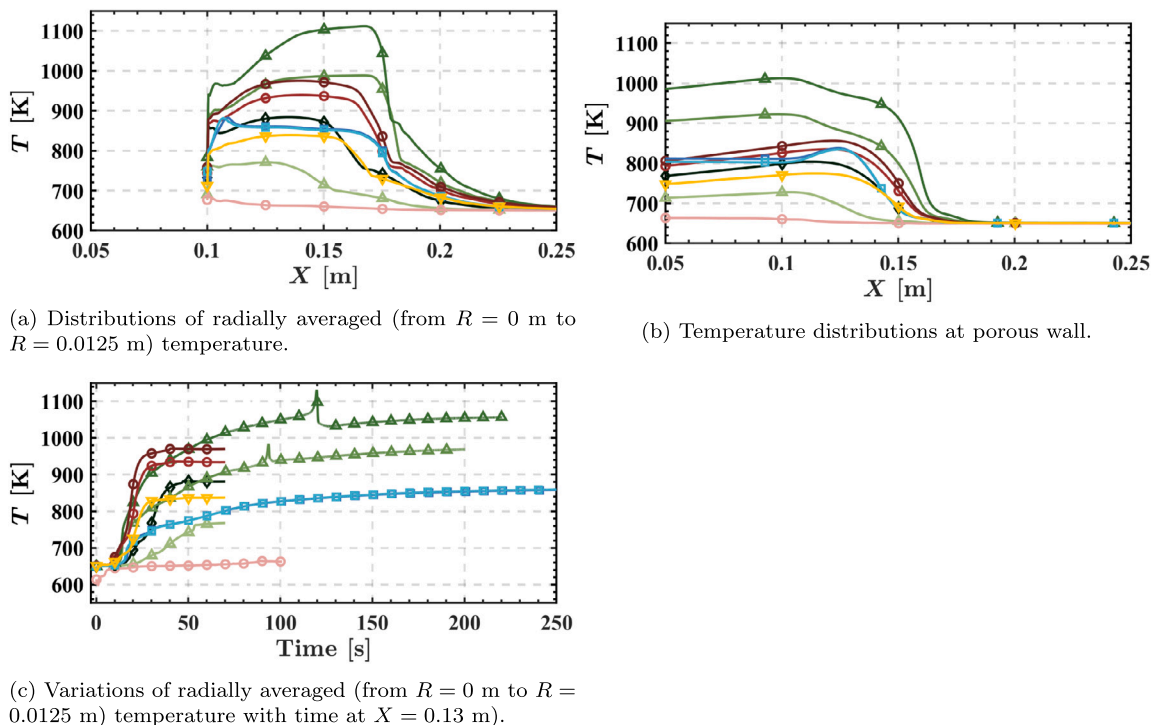 1100
1000
900
800
700
600
T [K]
0.05 0.1 0.15 0.2 0.25
X [m]
(a) Distributions of radially averaged (from R = 0 m to
R = 0.0125 m) temperature.
1100
1000
900
800
700
600
T [K]
0.05 0.1 0.15 0.2 0.25
X [m]
(b) Temperature distributions at porous wall.
1100
1000
900
800
700
600
T [K]
0 50 100 150 200 250
Time [s]
(c) Variations of radially averaged (from R = 0 m to R =
0.0125 m) temperature with time at X = 0.13 m).